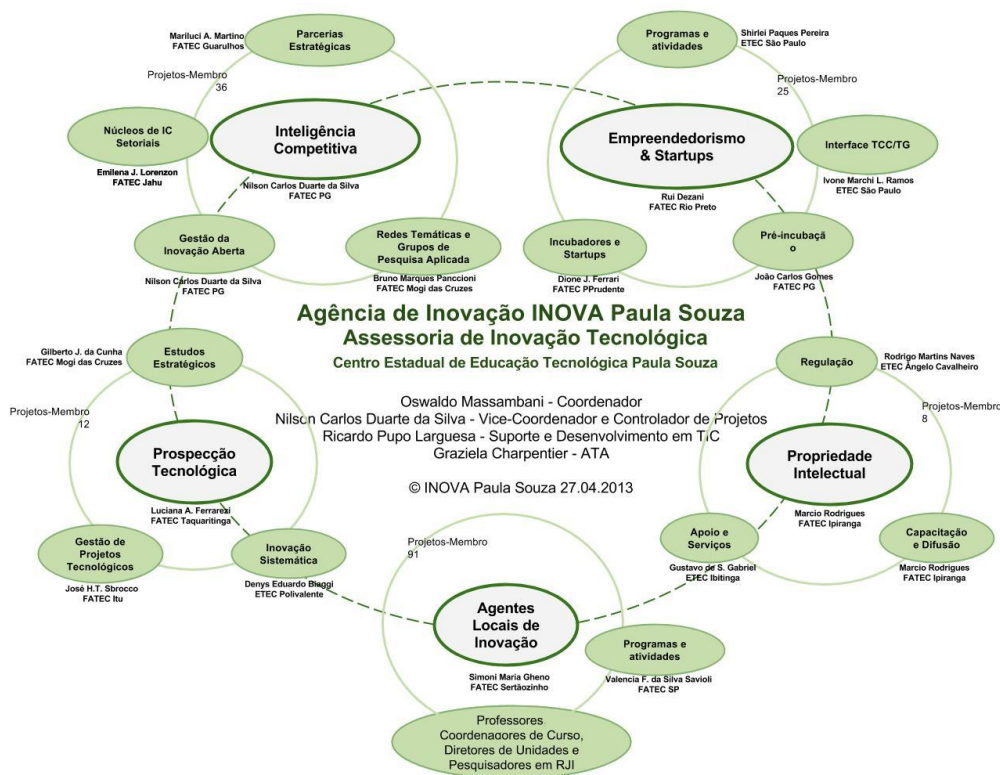 Mariluci A. Martino
FATEC Guarulhos
Parcerias
Estratégicas
Projetos-Membro
36
Núcleos de IC
Setoriais
Emilena J. Lorenzon
FATEC Jahu
Inteligência
Competitiva
Nilson Carlos Duarte da Silva
FATEC PG
Gestão da
Inovação Aberta
Nilson Carlos Duarte da Silva
FATEC PG
Redes Temáticas e
Grupos de
Pesquisa Aplicada
Bruno Marques Panccioni
FATEC Mogi das Cruzes
Programas e
atividades
Shirlei Paques Pereira
ETEC São Paulo
Projetos-Membro
25
Empreendedorismo
& Startups
Rui Dezani
FATEC Rio Preto
Interface TCC/TG
Ivone Marchi L. Ramos
ETEC São Paulo
Incubadores e
Startups
Dione J. Ferrari
FATEC PPrudente
Pré-incubaçã
o
João Carlos Gomes
FATEC PG
Agência de Inovação INOVA Paula Souza
Assessoria de Inovação Tecnológica
Centro Estadual de Educação Tecnológica Paula Souza
Oswaldo Massambani - Coordenador
Nilson Carlos Duarte da Silva - Vice-Coordenador e Controlador de Projetos
Ricardo Pupo Larguesa - Suporte e Desenvolvimento em TIC
Graziela Charpentier - ATA
© INOVA Paula Souza 27.04.2013
Gilberto J. da Cunha
FATEC Mogi das Cruzes
Estudos
Estratégicos
Projetos-Membro
12
Prospecção
Tecnológica
Luciana A. Ferrarezi
FATEC Taquaritinga
Gestão de
Projetos
Tecnológicos
José H.T. Sbrocco
FATEC Itu
Inovação
Sistemática
Denys Eduardo Biaggi
ETEC Polivalente
Regulação
Rodrigo Martins Naves
ETEC Ângelo Cavalheiro
Projetos-Membro
8
Propriedade
Intelectual
Marcio Rodrigues
FATEC Ipiranga
Apoio e
Serviços
Gustavo de S. Gabriel
ETEC Ibitinga
Capacitação
e Difusão
Marcio Rodrigues
FATEC Ipiranga
Projetos-Membro
91
Agentes
Locais de
Inovação
Simoni Maria Gheno
FATEC Sertãozinho
Programas e
atividades
Valencia F. da Silva Savioli
FATEC SP
Professores
Coordenadores de Curso,
Diretores de Unidades e
Pesquisadores em RJI